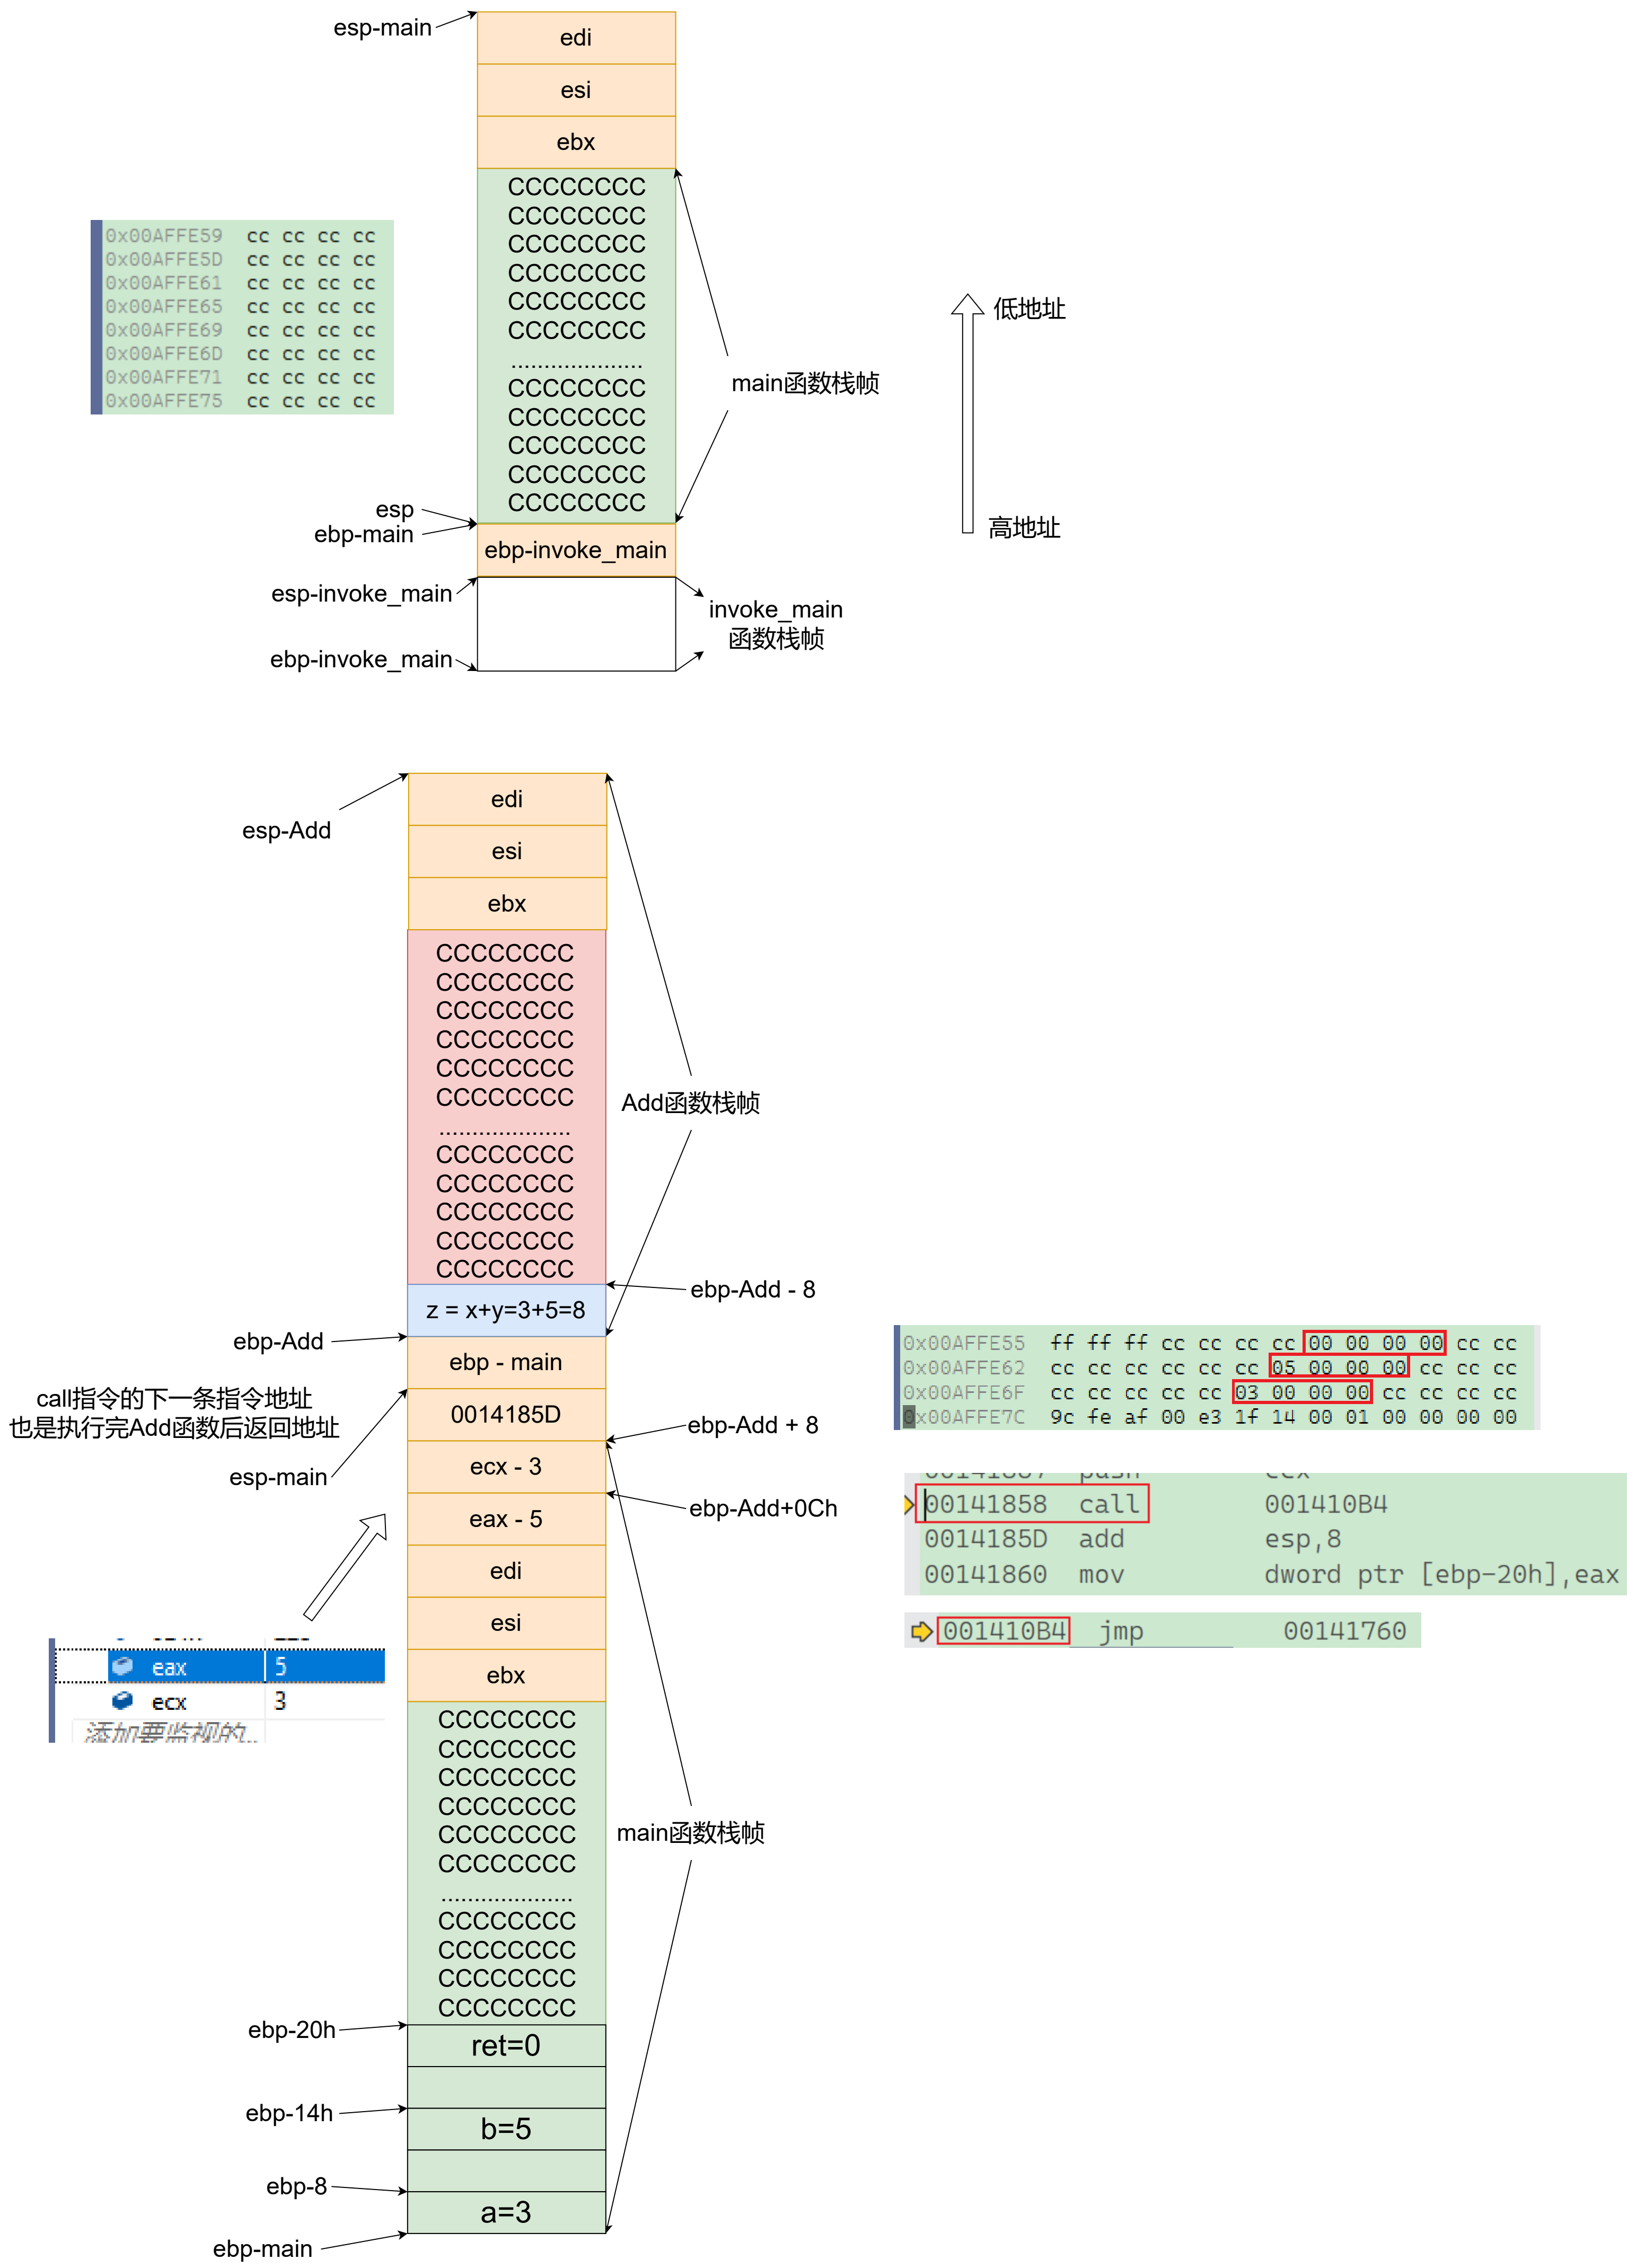 esp-main
edi
esi
ebx
CCCCCCCC
CCCCCCCC
CCCCCCCC
CCCCCCCC
CCCCCCCC
CCCCCCCC
.....................
CCCCCCCC
CCCCCCCC
CCCCCCCC
CCCCCCCC
CCCCCCCC
0x00AFFE59 cc cc cc cc
0x00AFFE5D cc cc cc cc
0x00AFFE61 cc cc cc cc
0x00AFFE65 cc cc cc cc
0x00AFFE69 cc cc cc cc
0x00AFFE6D cc cc cc cc
0x00AFFE71 cc cc cc cc
0x00AFFE75 cc cc cc cc
低地址
main函数栈帧
esp
ebp-main
高地址
ebp-invoke_main
esp-invoke_main
invoke_main
函数栈帧
ebp-invoke_main
edi
esp-Add
esi
ebx
CCCCCCCC
CCCCCCCC
CCCCCCCC
CCCCCCCC
CCCCCCCC
CCCCCCCC
.....................
CCCCCCCC
CCCCCCCC
CCCCCCCC
CCCCCCCC
CCCCCCCC
Add函数栈帧
ebp-Add - 8
z = x+y=3+5=8
ebp-Add
ebp - main
call指令的下一条指令地址
也是执行完Add函数后返回地址
0014185D
ebp-Add + 8
esp-main
ecx - 3
ebp-Add+0Ch
eax - 5
edi
esi
ebx
0x00AFFE55 ff ff ff cc cc cc cc 00 00 00 00 cc cc
0x00AFFE62 cc cc cc cc cc cc 05 00 00 00 cc cc cc
0x00AFFE6F cc cc cc cc cc 03 00 00 00 cc cc cc cc
0x00AFFE7C 9c fe af 00 e3 1f 14 00 01 00 00 00 00
00141858 call 001410B4
0014185D add esp,8
00141860 mov dword ptr [ebp-20h],eax
001410B4 jmp 00141760
eax 5
ecx 3
添加要监视的...
CCCCCCCC
CCCCCCCC
CCCCCCCC
CCCCCCCC
CCCCCCCC
CCCCCCCC
.....................
CCCCCCCC
CCCCCCCC
CCCCCCCC
CCCCCCCC
main函数栈帧
ebp-20h
ret=0
ebp-14h
b=5
ebp-8
a=3
ebp-main